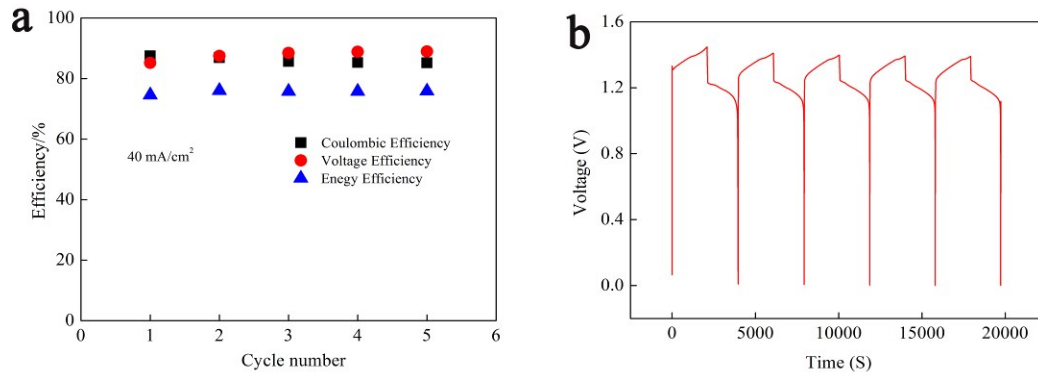 a
100
80
60
40
20
0
Efficiency/%
40 mA/cm²
Coulombic Efficiency
Voltage Efficiency
Enegy Efficiency
0 1 2 3 4 5 6
Cycle number
b
1.6
1.2
0.8
0.4
0.0
Voltage (V)
0 5000 10000 15000 20000
Time (S)